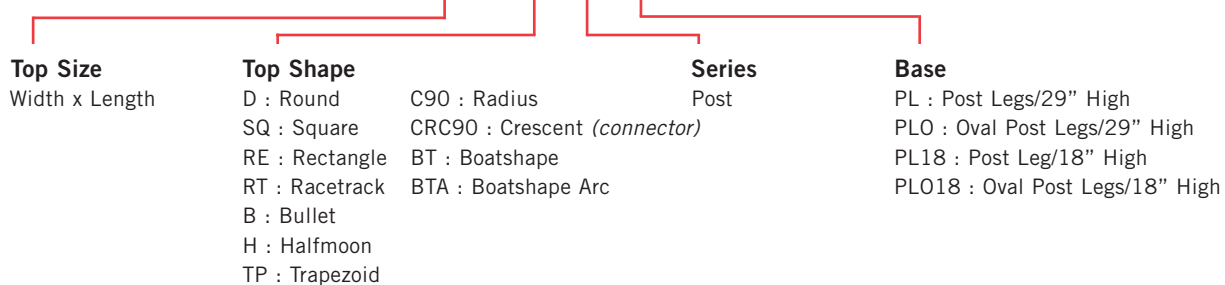 Top Size
Width x Length
Top Shape
D : Round
SQ : Square
RE : Rectangle
RT : Racetrack
B : Bullet
H : Halfmoon
TP : Trapezoid
C90 : Radius
CRC90 : Crescent (connector)
BT : Boatshape
BTA : Boatshape Arc
Series
Post
Base
PL : Post Legs/29” High
PLO : Oval Post Legs/29” High
PL18 : Post Leg/18” High
PLO18 : Oval Post Legs/18” High